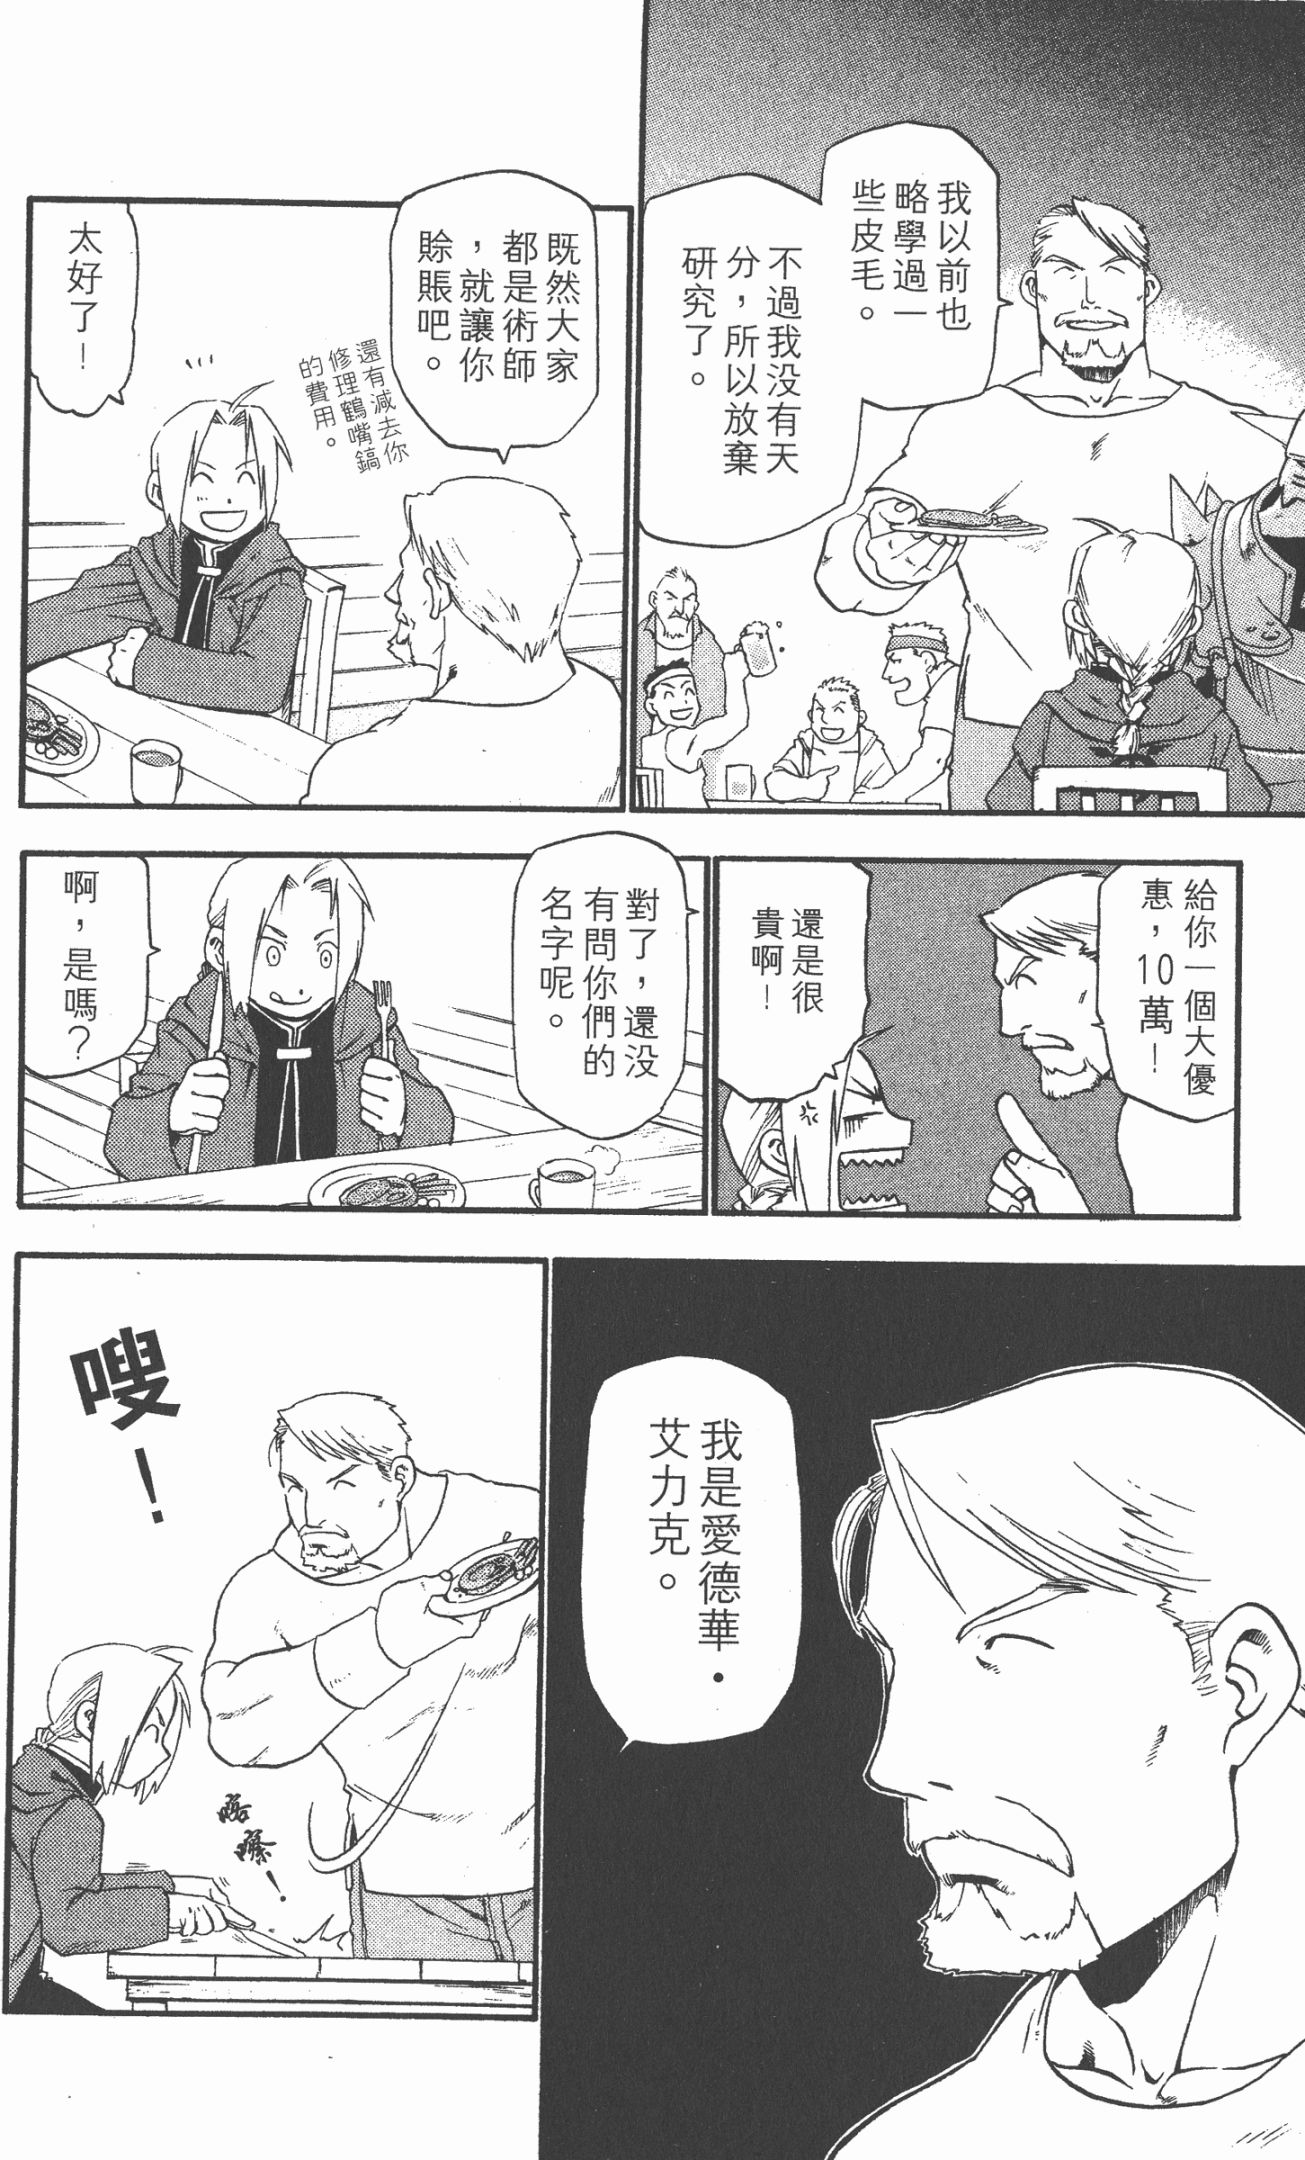 我以前也
略學過一
些皮毛。
不過我没有天
分，所以放棄
研究了。
既然大家
都是術師
，就讓你
賒賬吧。
還有減去你
修理鶴嘴鎬
的費用。
太好了！
給你一個大優
惠，10萬！
還是很
貴啊！
對了，還没
有問你們的
名字呢。
啊，是嗎？
我是愛德華・
艾力克。
嗖！